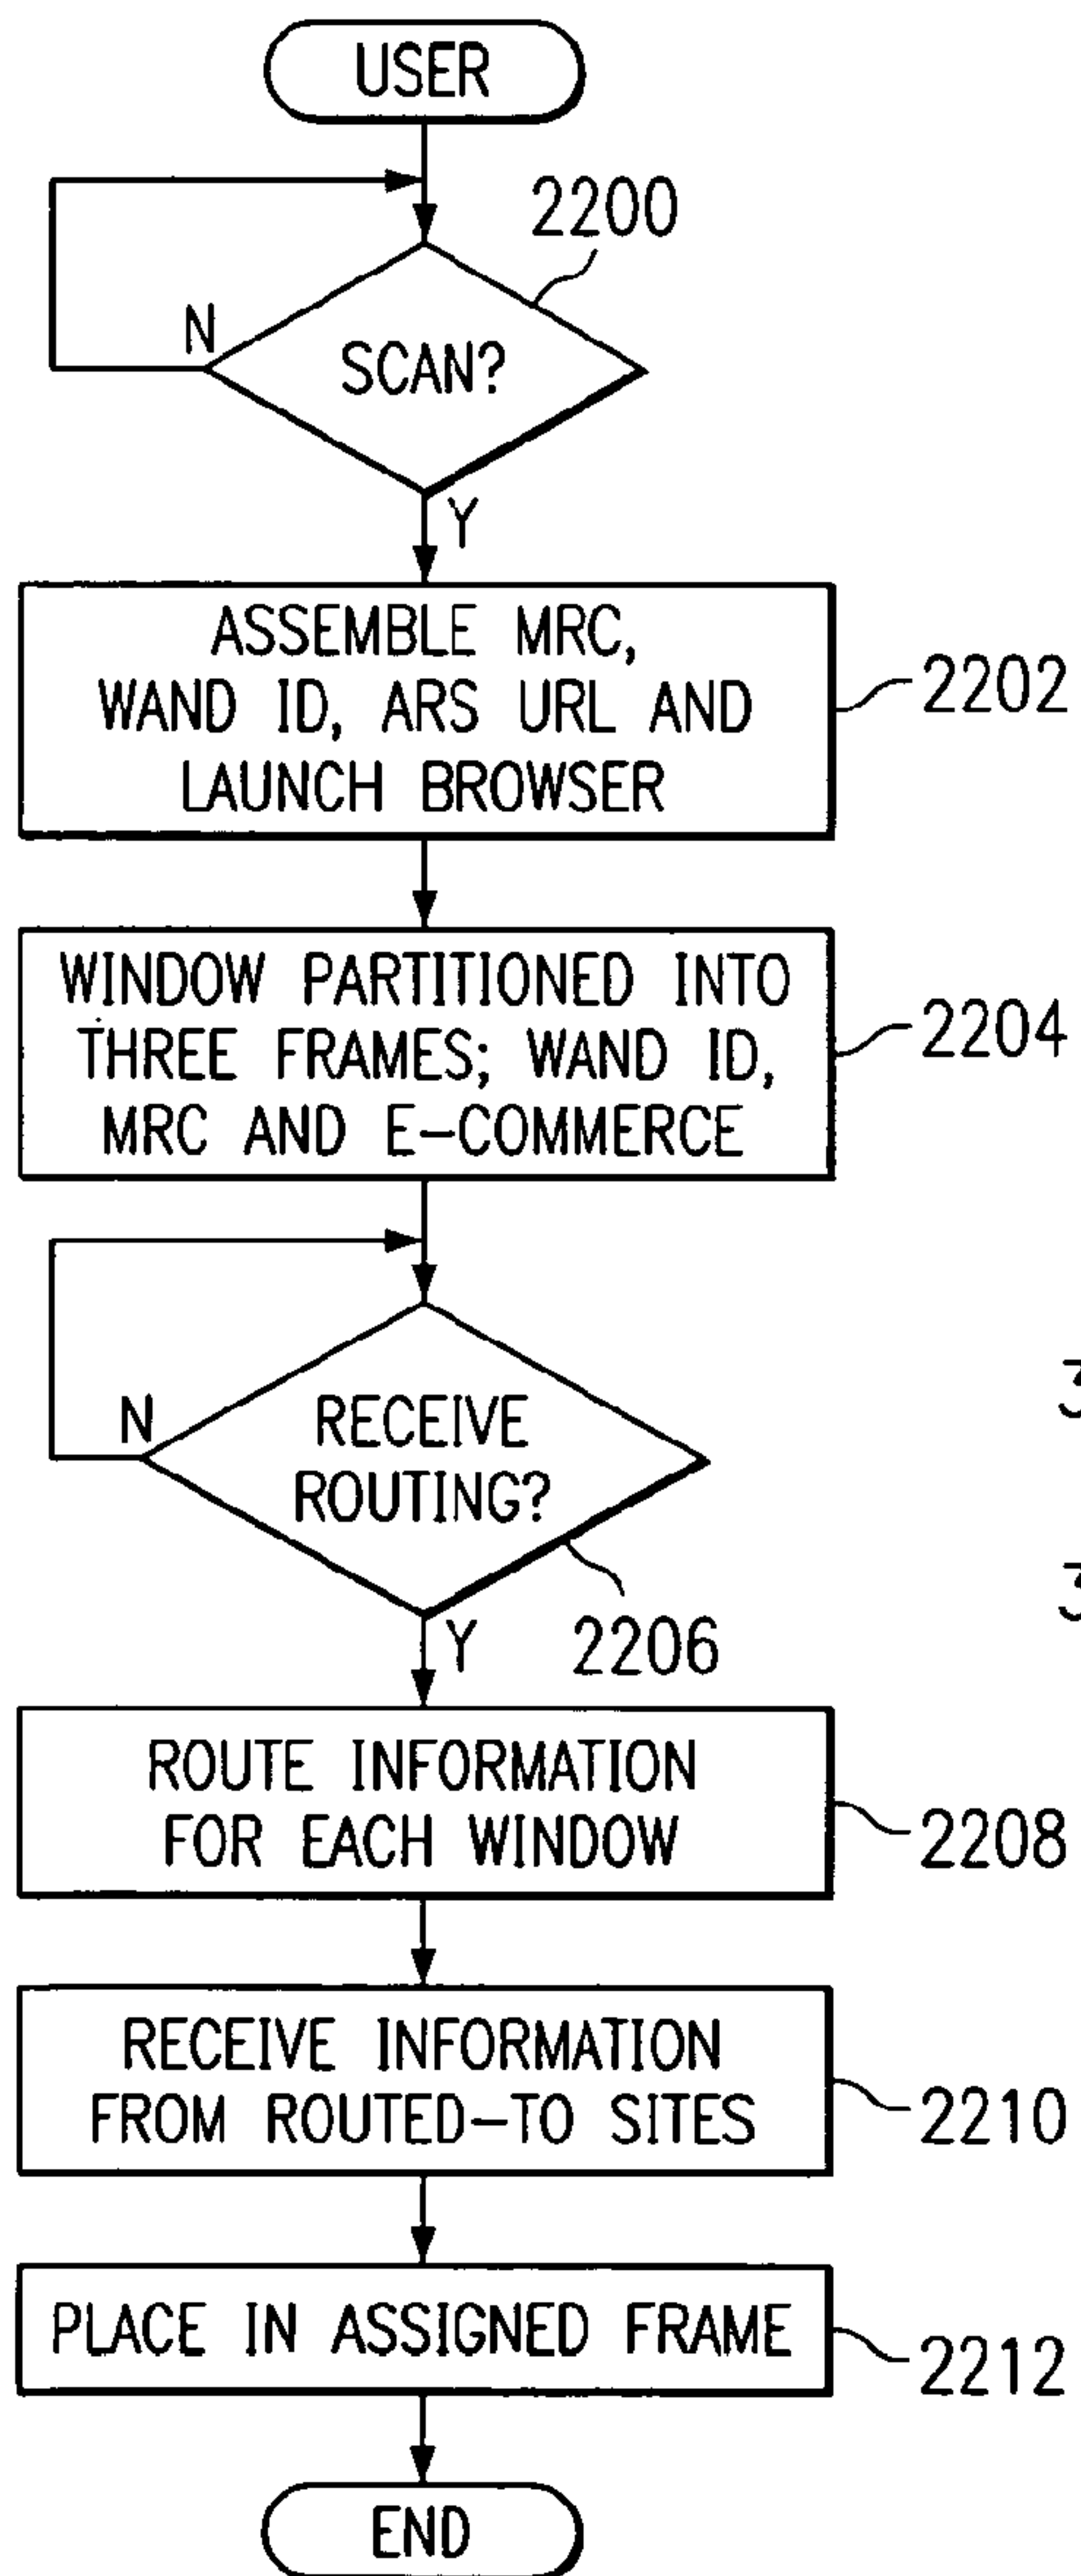 USER
2200
N
SCAN?
Y
ASSEMBLE MRC,
WAND ID, ARS URL AND
LAUNCH BROWSER
2202
WINDOW PARTITIONED INTO
THREE FRAMES; WAND ID,
MRC AND E-COMMERCE
2204
N
RECEIVE
ROUTING?
2206
Y
ROUTE INFORMATION
FOR EACH WINDOW
2208
RECEIVE INFORMATION
FROM ROUTED-TO SITES
2210
PLACE IN ASSIGNED FRAME
2212
END